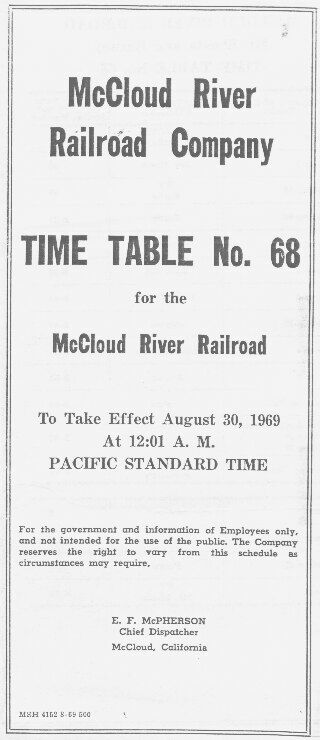 McCloud River
Railroad Company
TIME TABLE No. 68
for the
McCloud River Railroad
To Take Effect August 30, 1969
At 12:01 A. M.
PACIFIC STANDARD TIME
For the government and information of Employees only,
and not intended for the use of the public. The Company
reserves the right to vary from this schedule as
circumstances may require.
E. F. McPHERSON
Chief Dispatcher
McCloud, California
MSH 4152 8-69 500